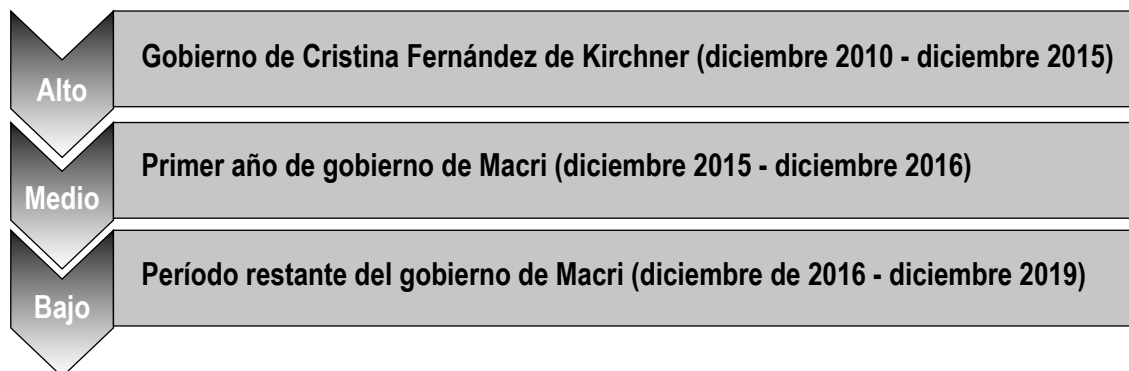 Alto
Gobierno de Cristina Fernández de Kirchner (diciembre 2010 - diciembre 2015)
Medio
Primer año de gobierno de Macri (diciembre 2015 - diciembre 2016)
Bajo
Período restante del gobierno de Macri (diciembre de 2016 - diciembre 2019)